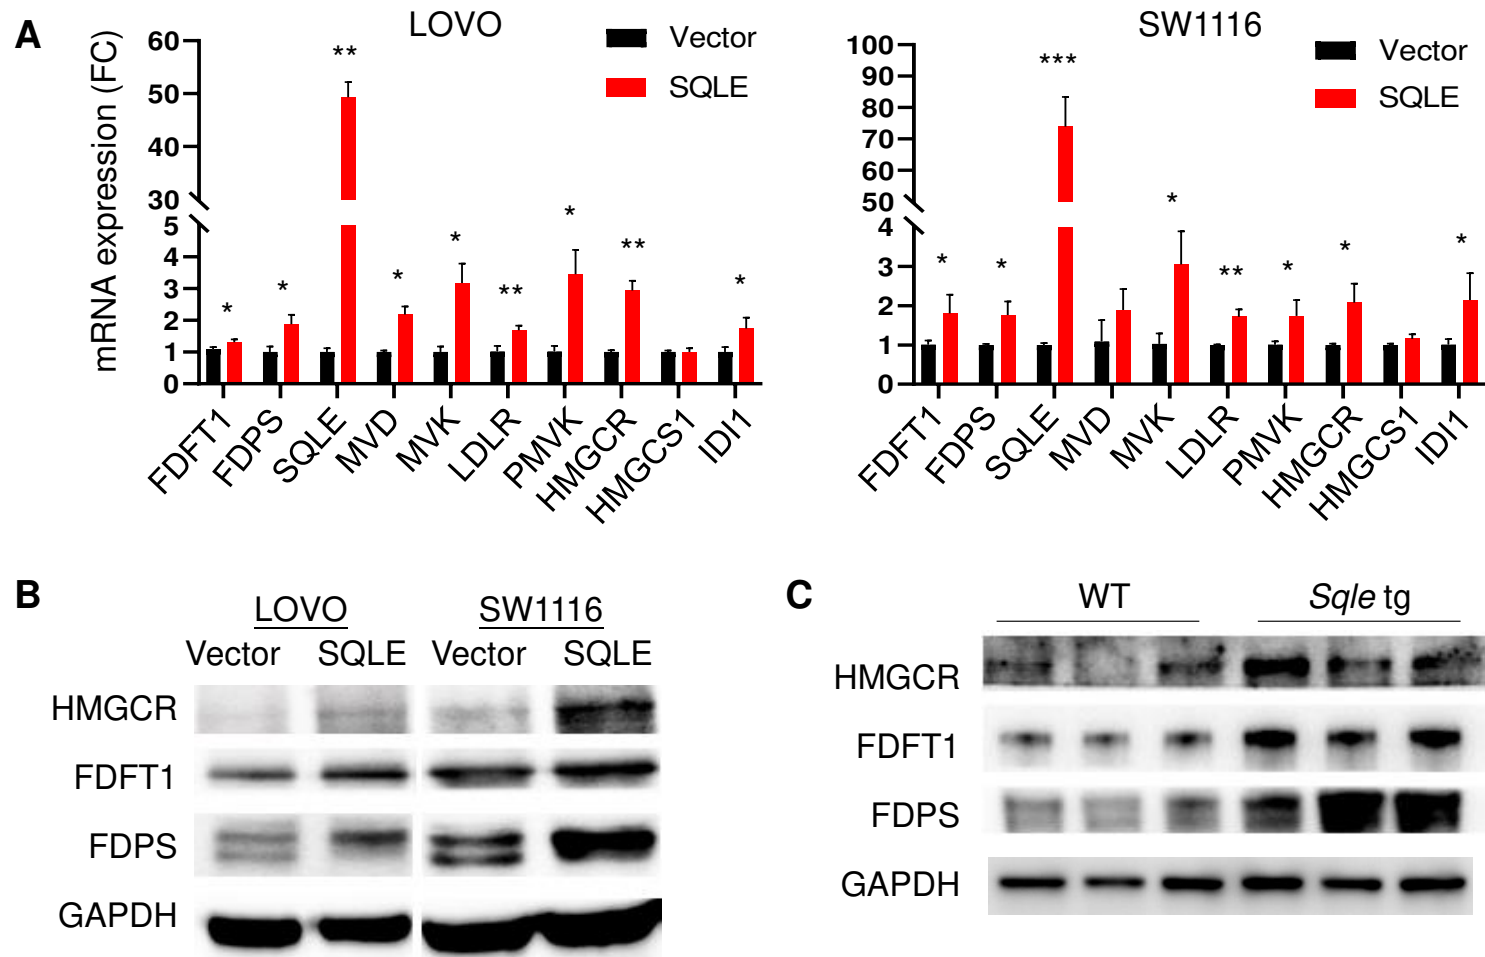 A
LOVO
Vector
SQLE
mRNA expression (FC)
60
50
40
30
5
4
3
2
1
0
** 
* * * * ** * ** *
FDFT1 FDPS SQLE MVD MVK LDLR PMVK HMGCR HMGCS1 IDI1
SW1116
Vector
SQLE
100
90
80
70
60
50
4
3
2
1
0
***
* * * ** * * *
FDFT1 FDPS SQLE MVD MVK LDLR PMVK HMGCR HMGCS1 IDI1
B
LOVO SW1116
Vector SQLE Vector SQLE
HMGCR
FDFT1
FDPS
GAPDH
C
WT Sqle tg
HMGCR
FDFT1
FDPS
GAPDH